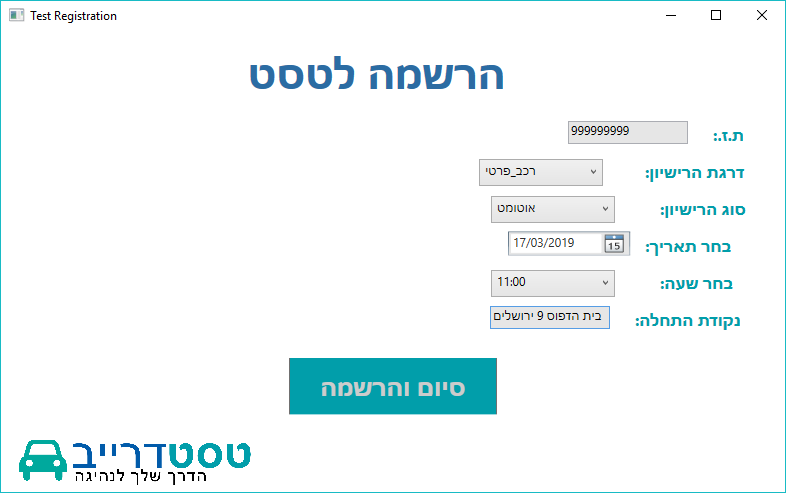 Test Registration
הרשמה לטסט
ת.ז.: 999999999
דרגת הרישיון: רכב_פרטי
סוג הרישיון: אוטומט
בחר תאריך: 17/03/2019 15
בחר שעה: 11:00
נקודת התחלה: בית הדפוס 9 ירושלים
סיום והרשמה
טסטדרייב
הדרך שלך לנהיגה